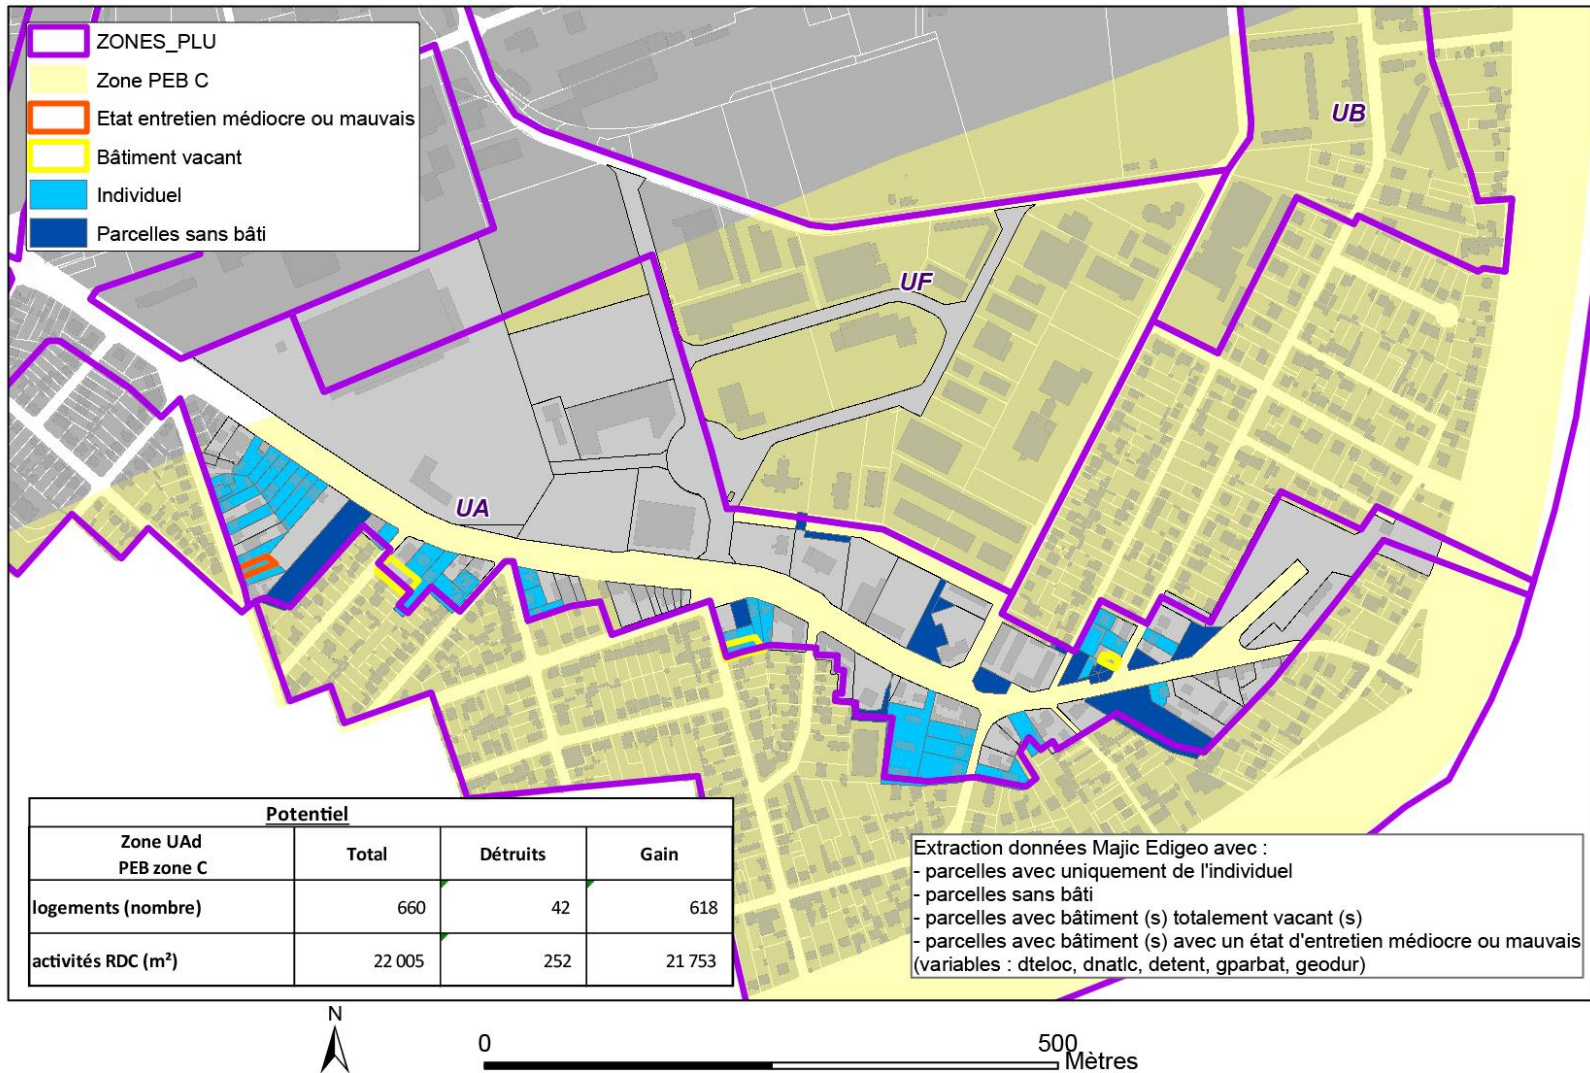 ZONES_PLU
Zone PEB C
Etat entretien médiocre ou mauvais
Bâtiment vacant
Individuel
Parcelles sans bâti
UB
UF
UA
Potentiel
Zone UAd PEB zone C Total Détruits Gain
logements (nombre) 660 42 618
activités RDC (m²) 22 005 252 21 753
Extraction données Majic Edigeo avec :
- parcelles avec uniquement de l'individuel
- parcelles sans bâti
- parcelles avec bâtiment (s) totalement vacant (s)
- parcelles avec bâtiment (s) avec un état d'entretien médiocre ou mauvais
(variables : dteloc, dnatlc, detent, gparbat, geodur)
N
0 500
Mètres